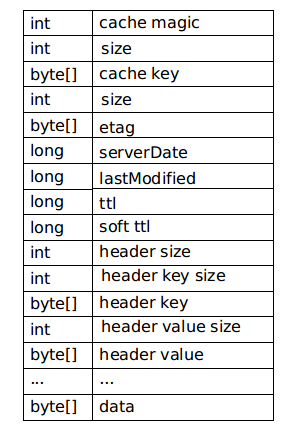 int cache magic
int size
byte[] cache key
int size
byte[] etag
long serverDate
long lastModified
long ttl
long soft ttl
int header size
int header key size
byte[] header key
int header value size
byte[] header value
... ...
byte[] data